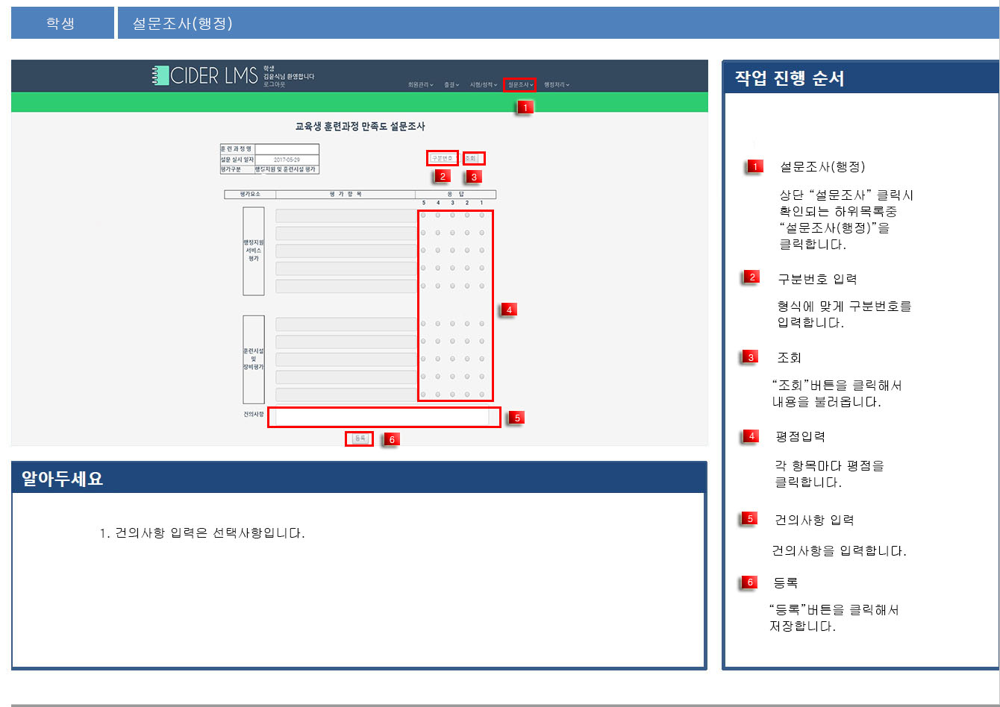 학생
설문조사(행정)
CIDER LMS
학생
김윤식님 환영합니다
로그아웃
회원관리
출결
시험/성적
설문조사
행정처리
1
교육생 훈련과정 만족도 설문조사
훈련과정명
설문 실시 일자 2017-05-29
평가구분 행정지원 및 훈련시설 평가
구분번호
조회
2
3
평가요소 평 가 항 목 응 답
5 4 3 2 1
행정지원
서비스
평가
4
훈련시설
및
장비평가
건의사항
5
등록
6
작업 진행 순서
1 설문조사(행정)
상단 “설문조사” 클릭시
확인되는 하위목록중
“설문조사(행정)”을
클릭합니다.
2 구분번호 입력
형식에 맞게 구분번호를
입력합니다.
3 조회
“조회”버튼을 클릭해서
내용을 불러옵니다.
4 평점입력
각 항목마다 평점을
클릭합니다.
5 건의사항 입력
건의사항을 입력합니다.
6 등록
“등록”버튼을 클릭해서
저장합니다.
알아두세요
1. 건의사항 입력은 선택사항입니다.